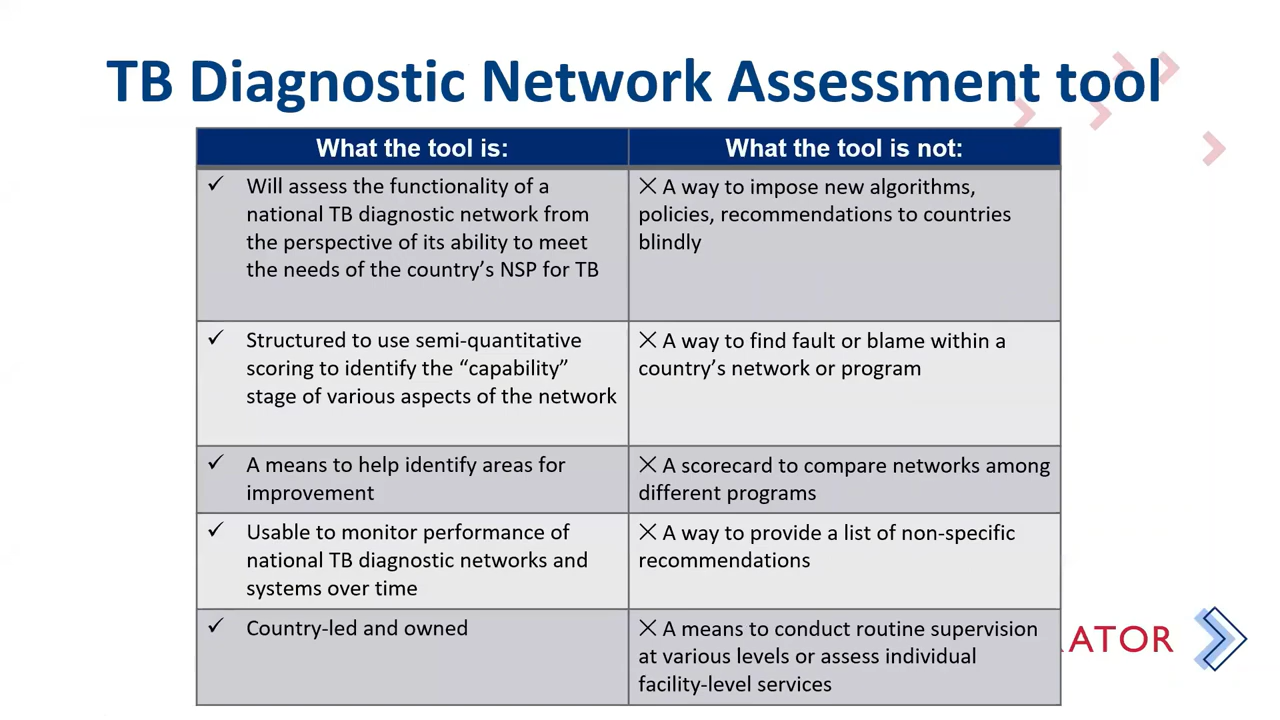 TB Diagnostic Network Assessment tool
What the tool is:
What the tool is not:
✓ Will assess the functionality of a
national TB diagnostic network from
the perspective of its ability to meet
the needs of the country’s NSP for TB
✕ A way to impose new algorithms,
policies, recommendations to countries
blindly
✓ Structured to use semi-quantitative
scoring to identify the “capability”
stage of various aspects of the network
✕ A way to find fault or blame within a
country’s network or program
✓ A means to help identify areas for
improvement
✕ A scorecard to compare networks among
different programs
✓ Usable to monitor performance of
national TB diagnostic networks and
systems over time
✕ A way to provide a list of non-specific
recommendations
✓ Country-led and owned
✕ A means to conduct routine supervision
at various levels or assess individual
facility-level services